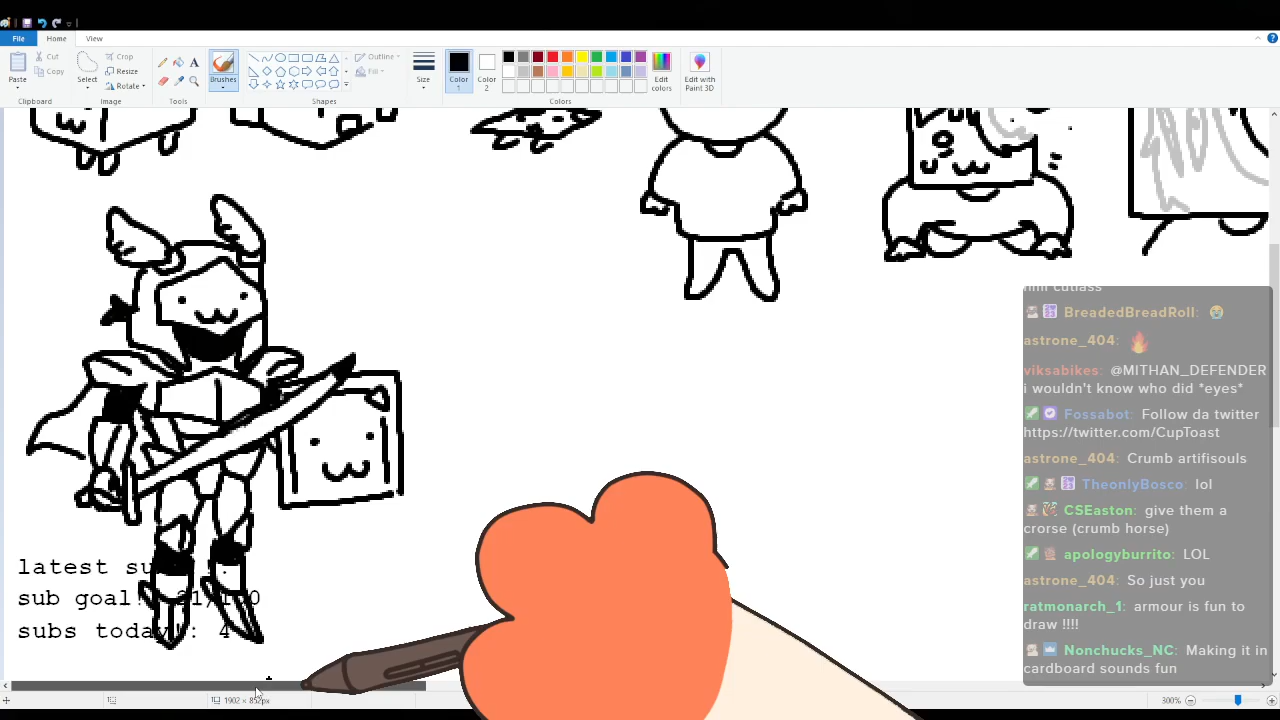 File Home View
Paste Cut Copy Clipboard
Select Crop Resize Rotate Image
Tools
Brushes
Outline Fill Shapes
Size
Color 1
Color 2
Edit colors
Edit with Paint 3D
Colors
BreadedBreadRoll:
astrone_404:
viksabikes: @MITHAN_DEFENDER
i wouldn't know who did *eyes*
Fossabot: Follow da twitter
https://twitter.com/CupToast
astrone_404: Crumb artifisouls
TheonlyBosco: lol
CSEaston: give them a
crorse (crumb horse)
apologyburrito: LOL
astrone_404: So just you
ratmonarch_1: armour is fun to
draw !!!!
Nonchucks_NC: Making it in
cardboard sounds fun
latest
sub goal!
subs today!: 4
1902 × 852px
300%